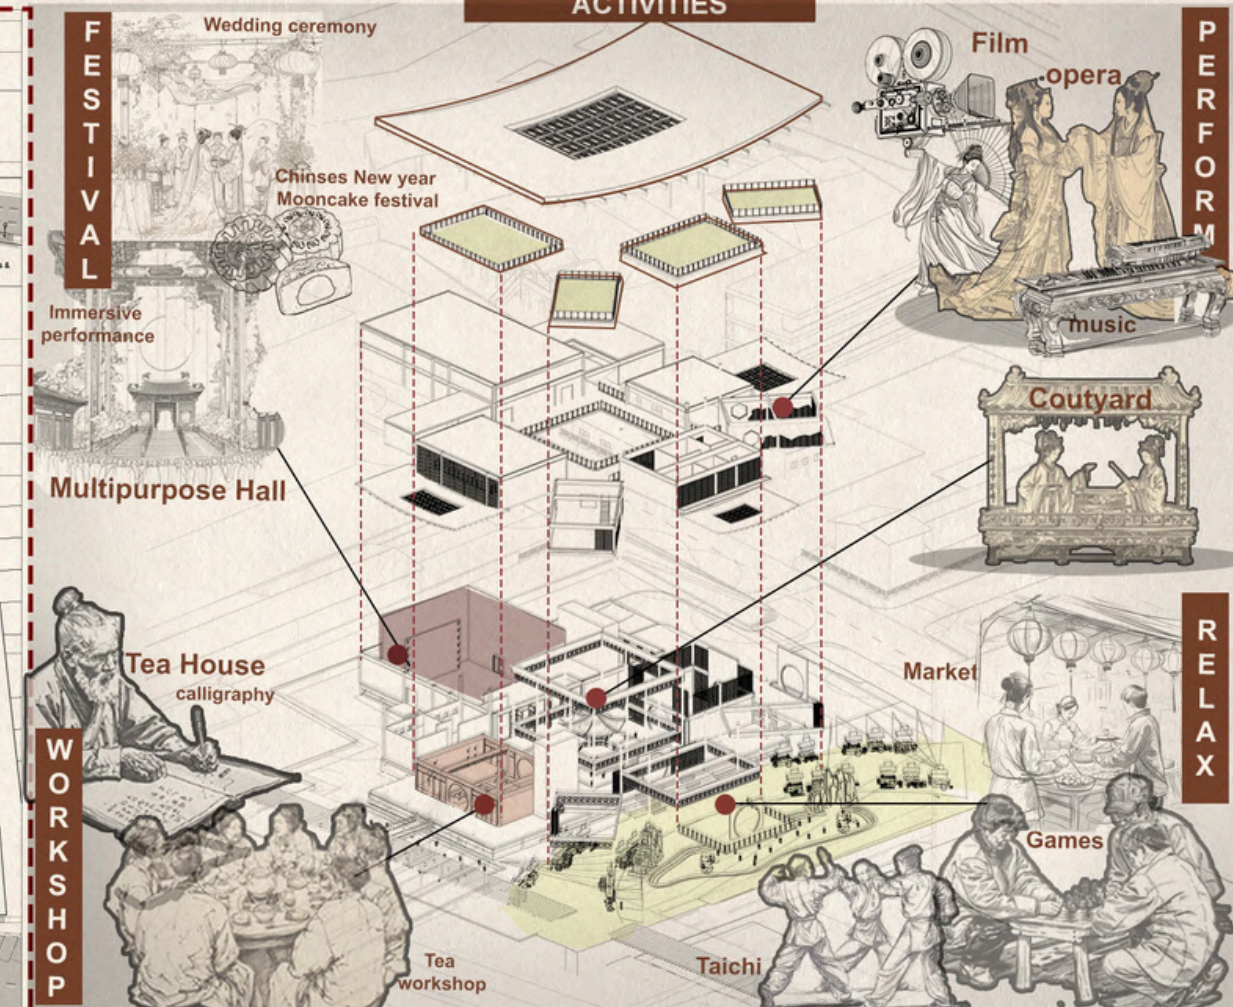 ACTIVITIES
FESTIVAL
Wedding ceremony
Chinses New year
Mooncake festival
Immersive
performance
Multipurpose Hall
PERFORM
Film
opera
music
Coutyard
Tea House
calligraphy
WORKSHOP
Tea
workshop
RELAX
Market
Games
Taichi